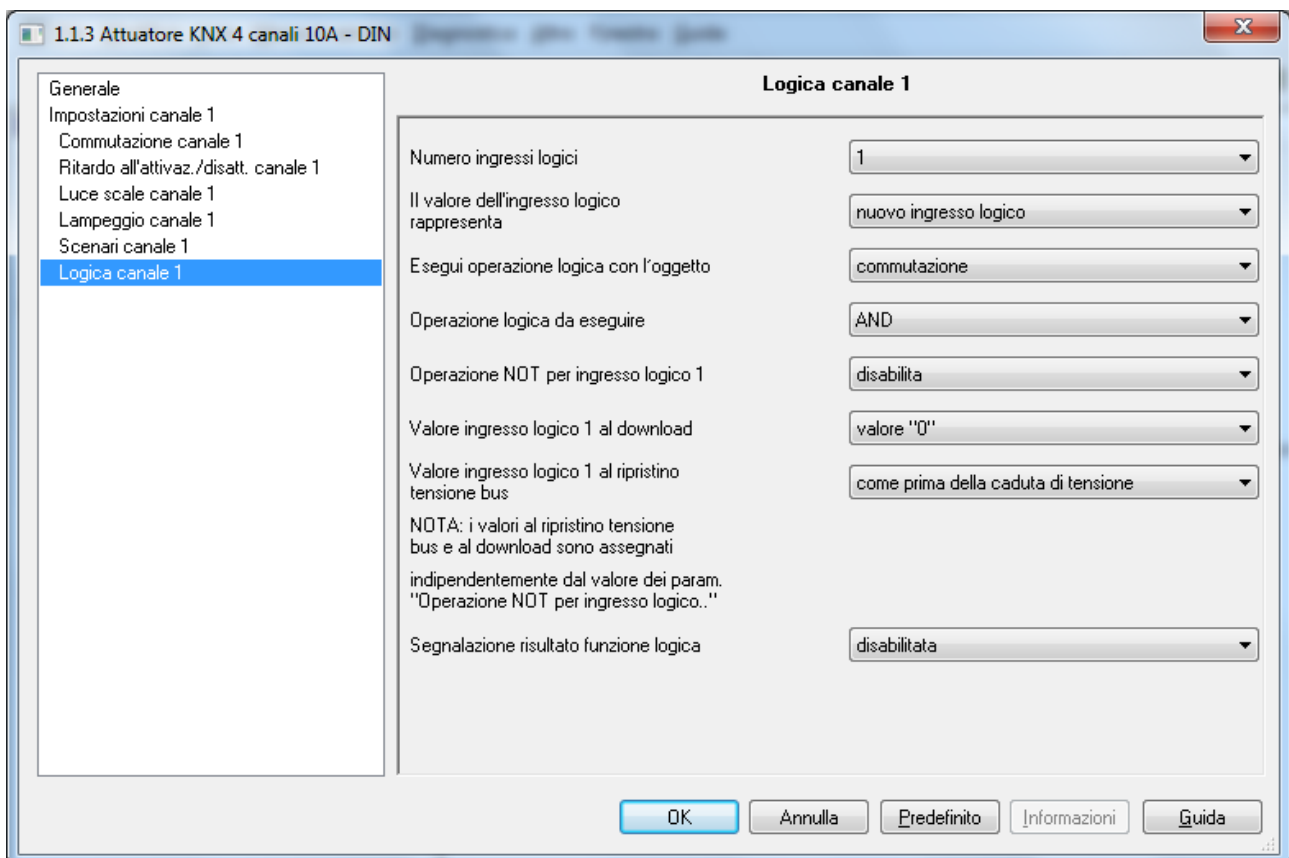 1.1.3 Attuatore KNX 4 canali 10A - DIN
Generale
Impostazioni canale 1
Commutazione canale 1
Ritardo all'attivaz./disatt. canale 1
Luce scale canale 1
Lampeggio canale 1
Scenari canale 1
Logica canale 1
Logica canale 1
Numero ingressi logici 1
Il valore dell'ingresso logico
rappresenta nuovo ingresso logico
Esegui operazione logica con l´oggetto commutazione
Operazione logica da eseguire AND
Operazione NOT per ingresso logico 1 disabilita
Valore ingresso logico 1 al download valore "0"
Valore ingresso logico 1 al ripristino
tensione bus come prima della caduta di tensione
NOTA: i valori al ripristino tensione
bus e al download sono assegnati
indipendentemente dal valore dei param.
"Operazione NOT per ingresso logico.."
Segnalazione risultato funzione logica disabilitata
OK Annulla Predefinito Informazioni Guida